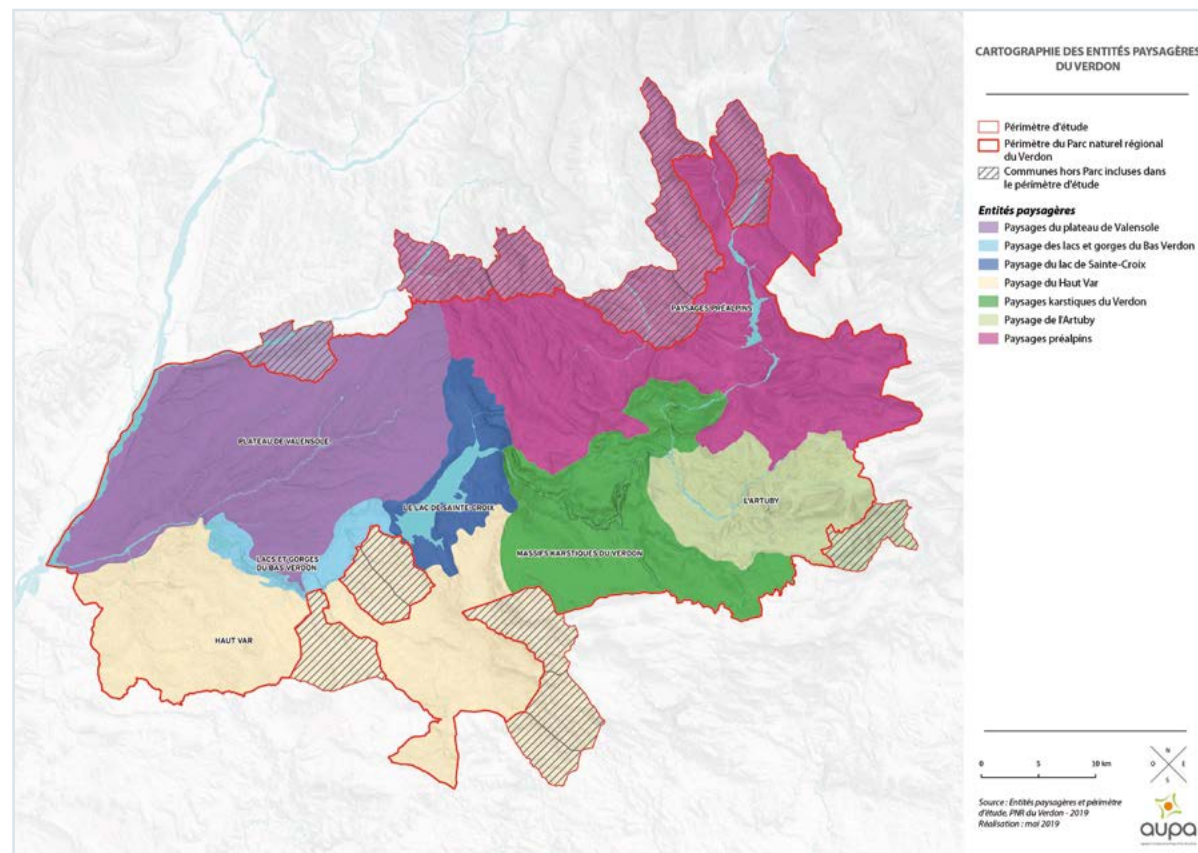 CARTOGRAPHIE DES ENTITÉS PAYSAGÈRES
DU VERDON
Périmètre d'étude
Périmètre du Parc naturel régional
du Verdon
Communes hors Parc incluses dans
le périmètre d'étude
Entités paysagères
Paysages du plateau de Valensole
Paysage des lacs et gorges du Bas Verdon
Paysage du lac de Sainte-Croix
Paysage du Haut Var
Paysages karstiques du Verdon
Paysage de l'Artuby
Paysages préalpins
PAYSAGES PRÉALPINS
PLATEAU DE VALENSOLE
LE LAC DE SAINTE-CROIX
L'ARTUBY
MASSIFS KARSTIQUES DU VERDON
LACS ET GORGES
DU BAS VERDON
HAUT VAR
N
O E
S
0 5 10 km
Source : Entités paysagères et périmètre
d'étude, PNR du Verdon - 2019
Réalisation : mai 2019
aupa